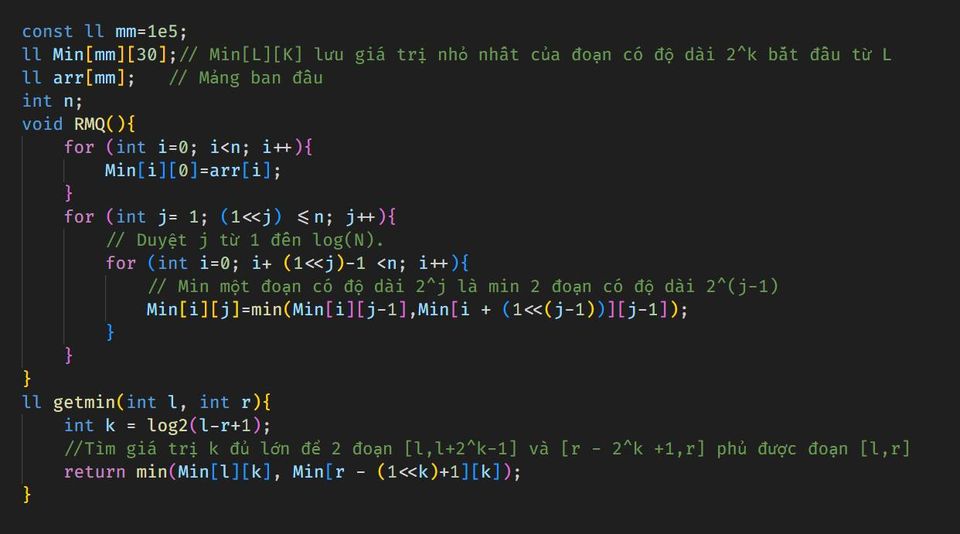 const ll mm=1e5;
ll Min[mm][30];// Min[L][K] lưu giá trị nhỏ nhất của đoạn có độ dài 2^k bắt đầu từ L
ll arr[mm];   // Mảng ban đầu
int n;
void RMQ(){
    for (int i=0; i<n; i++){
        Min[i][0]=arr[i];
    }
    for (int j= 1; (1<<j) <=n; j++){
        // Duyệt j từ 1 đến log(N).
        for (int i=0; i+ (1<<j)-1 <n; i++){
            // Min một đoạn có độ dài 2^j là min 2 đoạn có độ dài 2^(j-1)
            Min[i][j]=min(Min[i][j-1],Min[i + (1<<(j-1))][j-1]);
        }
    }
}
ll getmin(int l, int r){
    int k = log2(l-r+1);
    //Tìm giá trị k đủ lớn để 2 đoạn [l,l+2^k-1] và [r - 2^k +1,r] phủ được đoạn [l,r]
    return min(Min[l][k], Min[r - (1<<k)+1][k]);
}